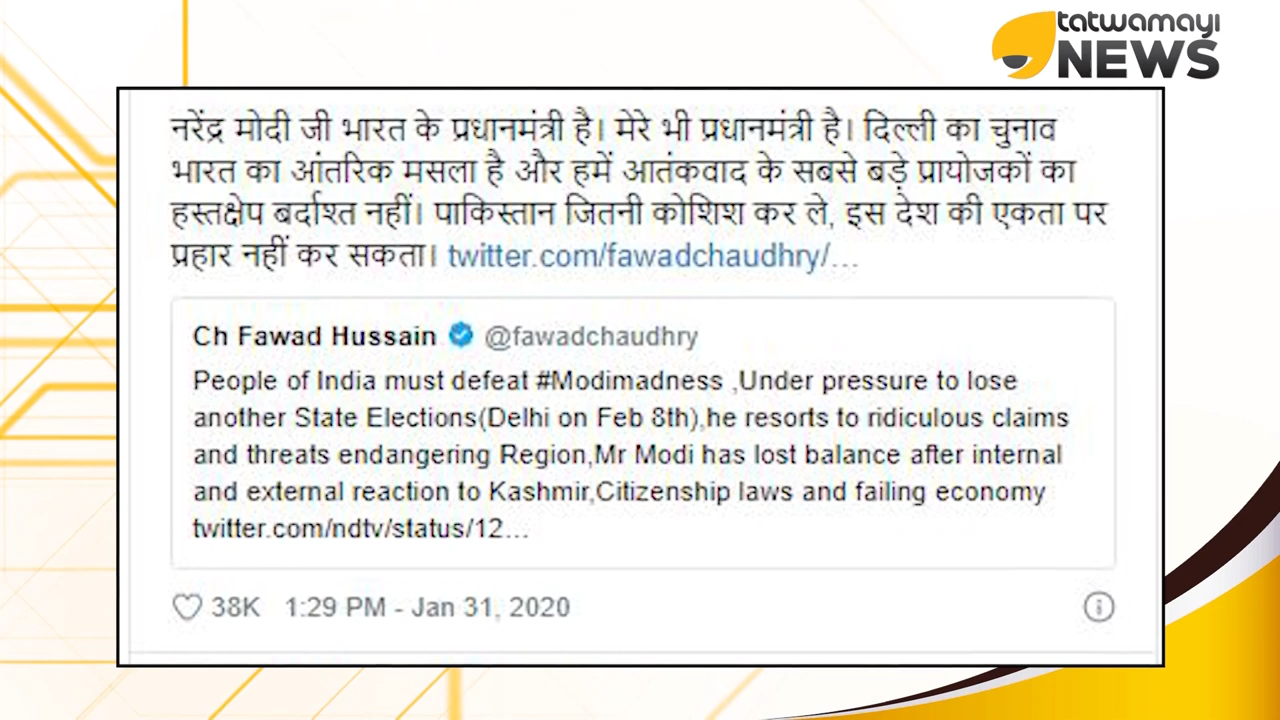 tatwamayi
NEWS
नरेंद्र मोदी जी भारत के प्रधानमंत्री है। मेरे भी प्रधानमंत्री है। दिल्ली का चुनाव
भारत का आंतरिक मसला है और हमें आतंकवाद के सबसे बड़े प्रायोजकों का
हस्तक्षेप बर्दाश्त नहीं। पाकिस्तान जितनी कोशिश कर ले, इस देश की एकता पर
प्रहार नहीं कर सकता। twitter.com/fawadchaudhry/…
Ch Fawad Hussain @fawadchaudhry
People of India must defeat #Modimadness ,Under pressure to lose
another State Elections(Delhi on Feb 8th),he resorts to ridiculous claims
and threats endangering Region,Mr Modi has lost balance after internal
and external reaction to Kashmir,Citizenship laws and failing economy
twitter.com/ndtv/status/12…
38K 1:29 PM - Jan 31, 2020